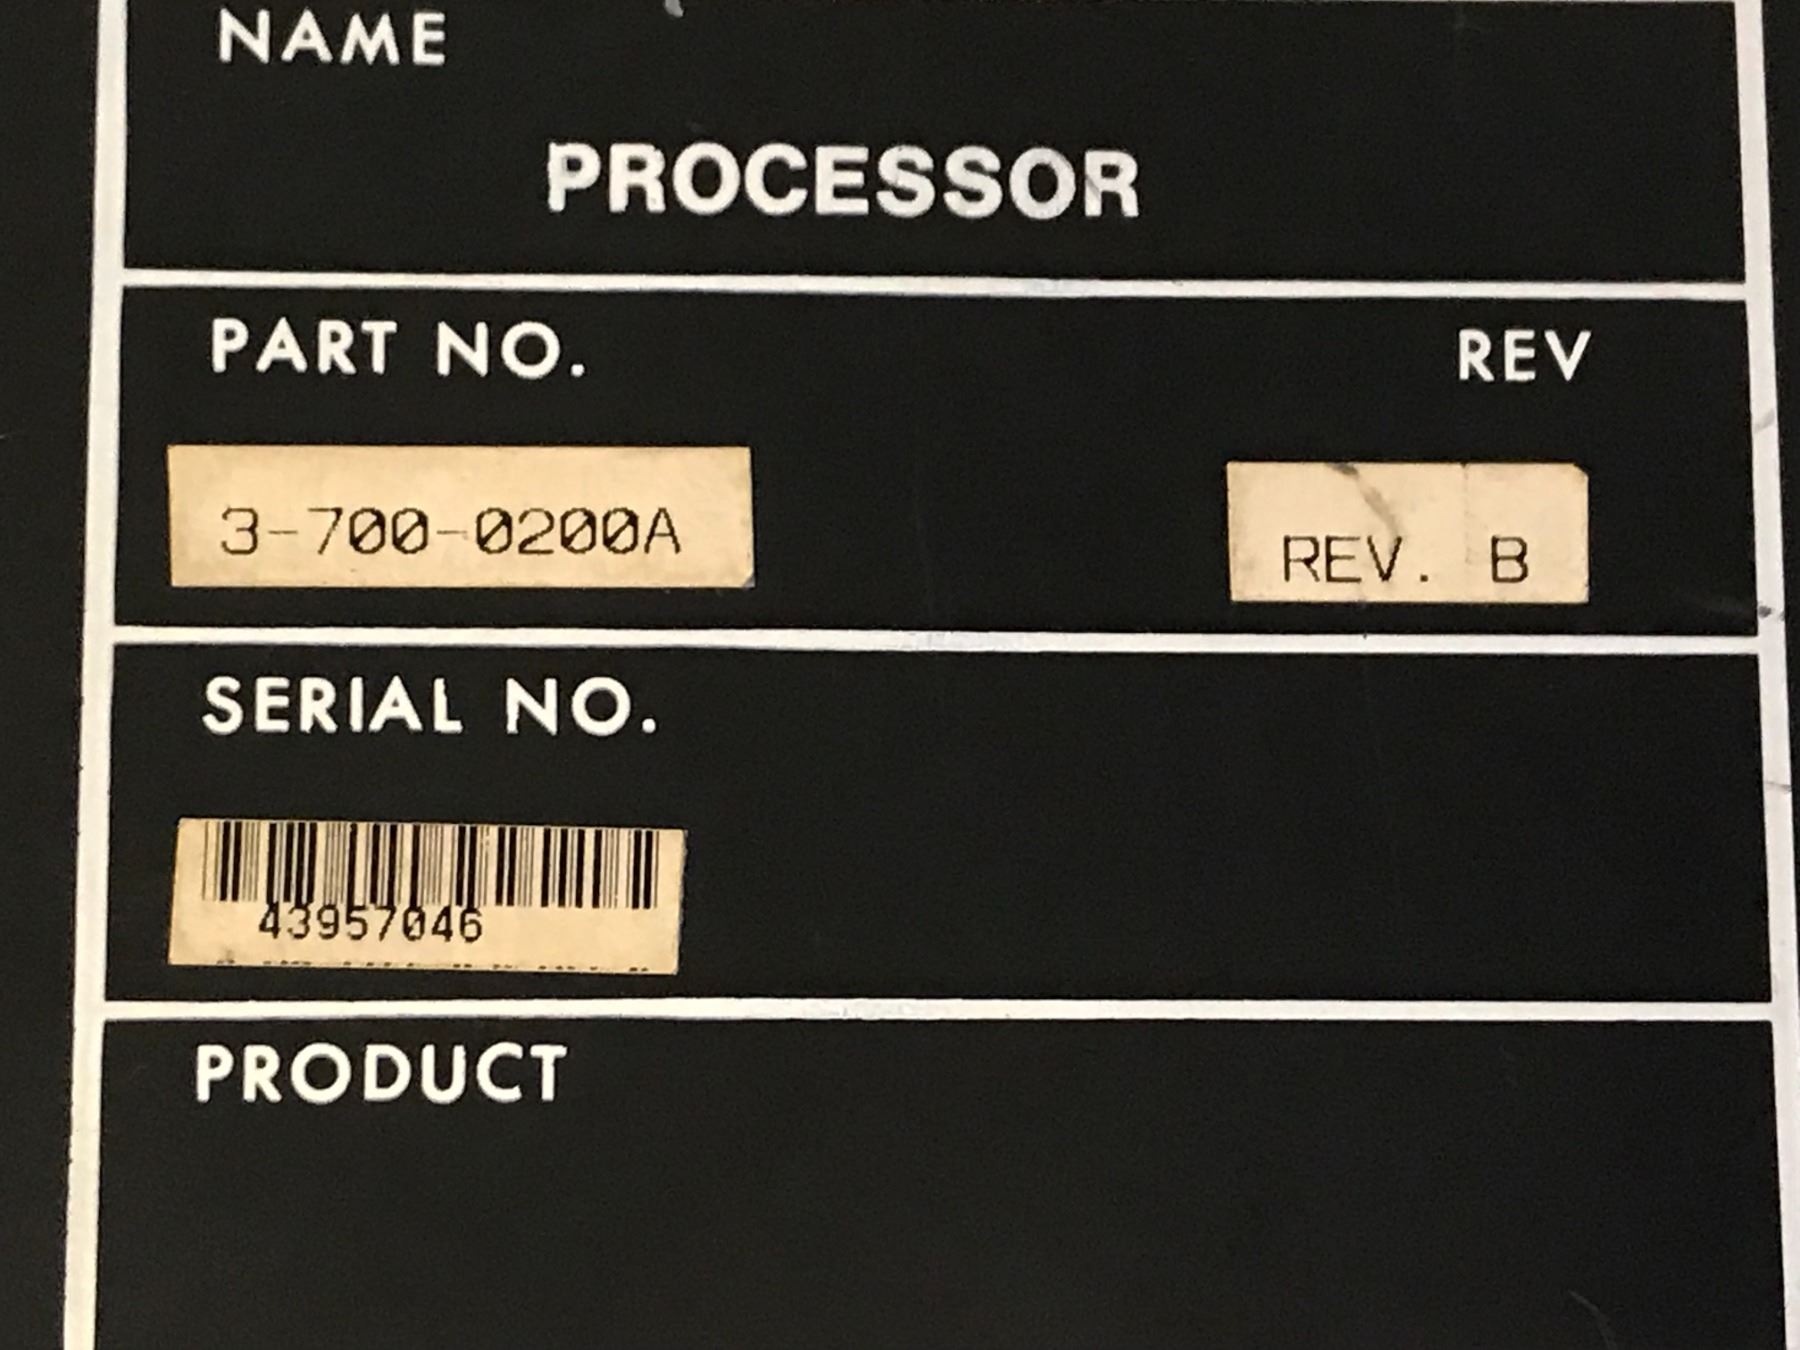 NAME
PROCESSOR
PART NO. REV
3-700-0200A REV. B
SERIAL NO.
43957046
PRODUCT